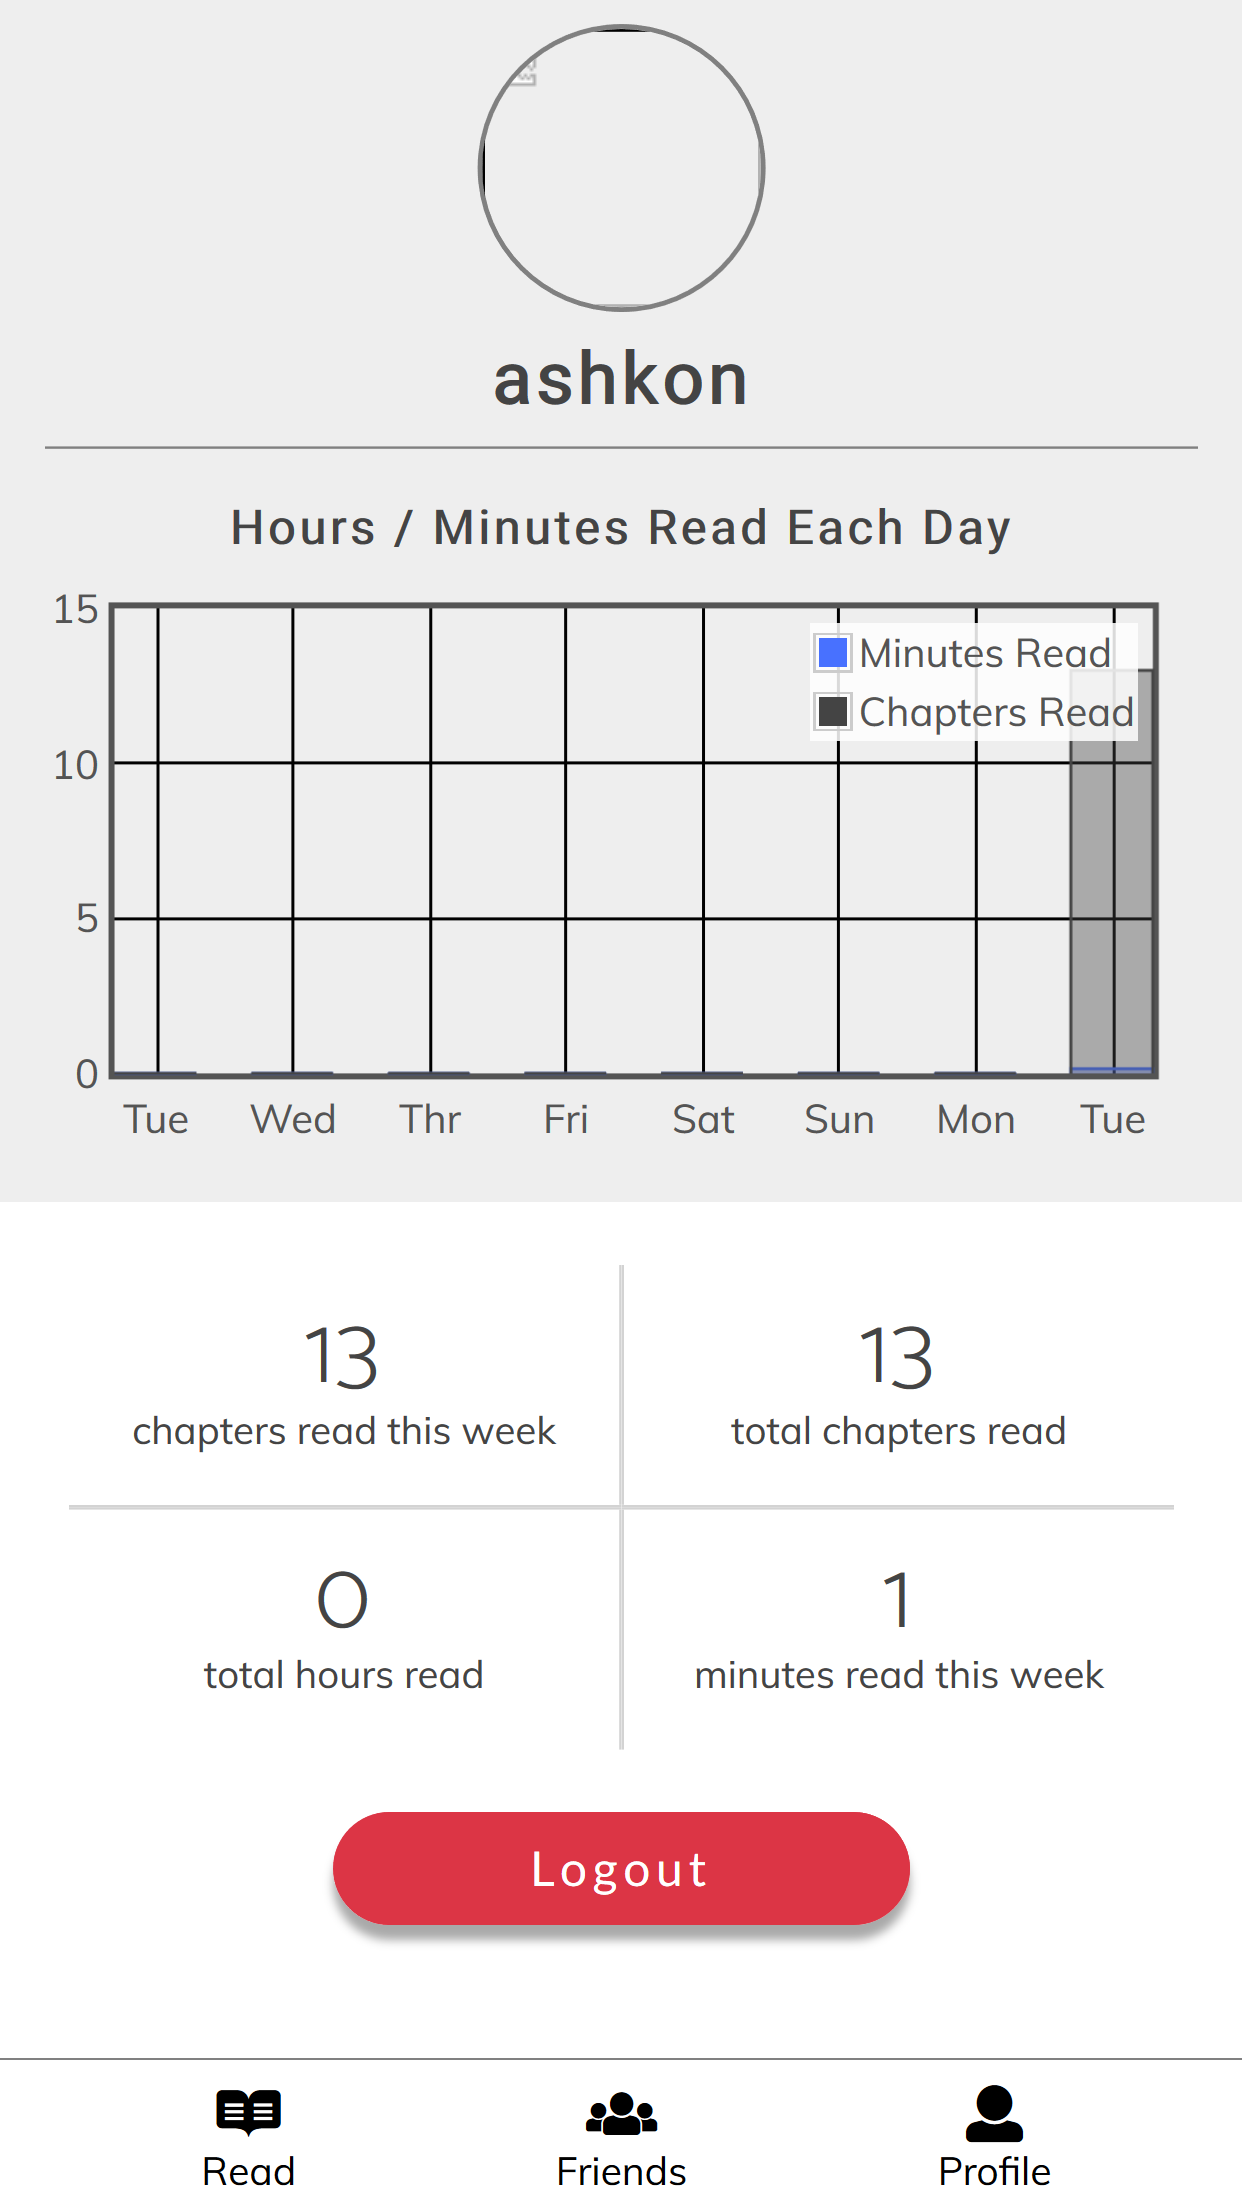 ashkon
Hours / Minutes Read Each Day
15
10
5
0
Minutes Read
Chapters Read
Tue Wed Thr Fri Sat Sun Mon Tue
13
chapters read this week
13
total chapters read
0
total hours read
1
minutes read this week
Logout
Read
Friends
Profile